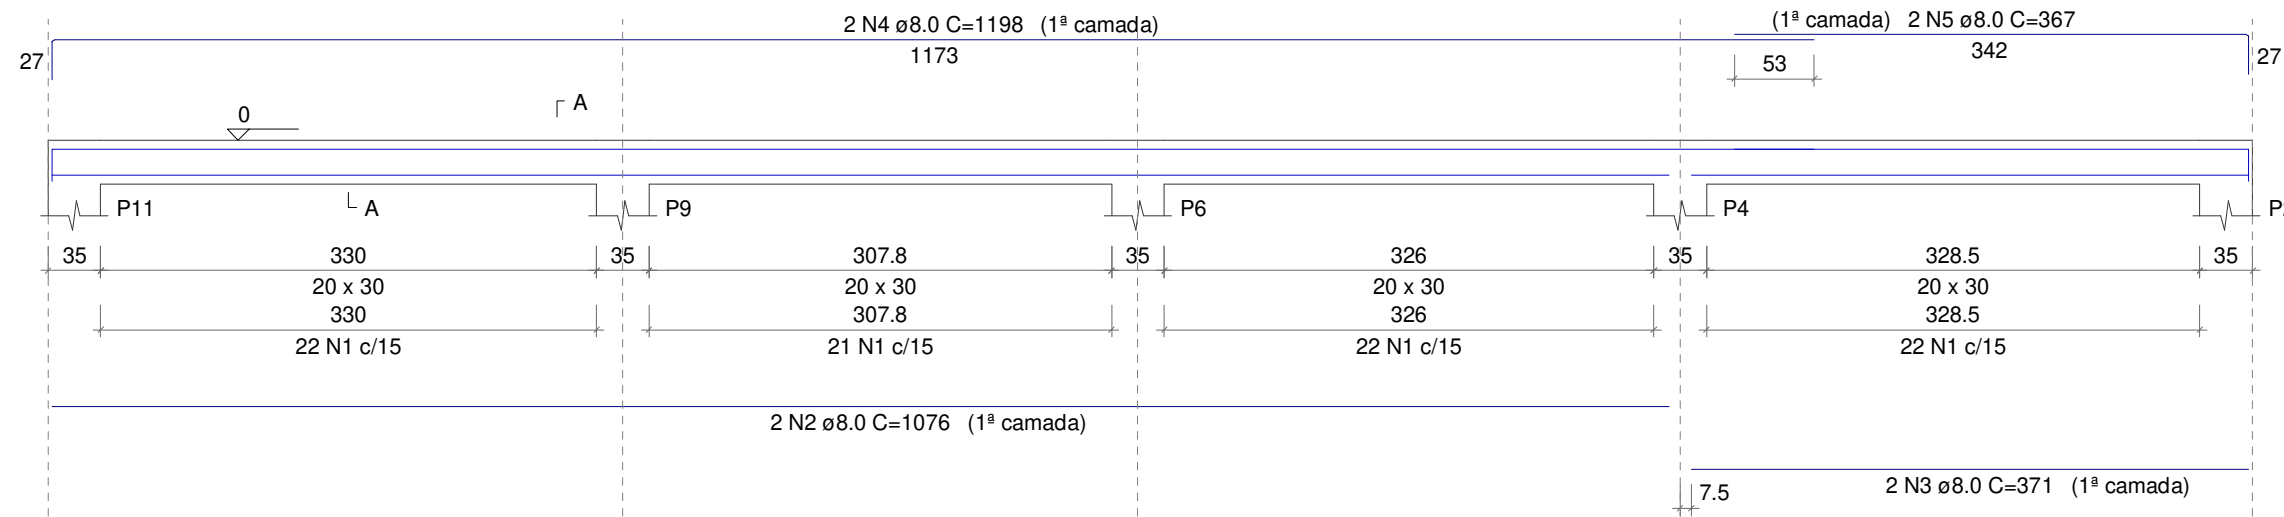 2 N4 ø8.0 C=1198 (1ª camada)
(1ª camada) 2 N5 ø8.0 C=367
27
1173
342
27
53
A
0
A
P11
P9
P6
P4
35
330
35
307.8
35
326
35
328.5
35
20 x 30
20 x 30
20 x 30
20 x 30
330
307.8
326
328.5
22 N1 c/15
21 N1 c/15
22 N1 c/15
22 N1 c/15
2 N2 ø8.0 C=1076 (1ª camada)
7.5
2 N3 ø8.0 C=371 (1ª camada)